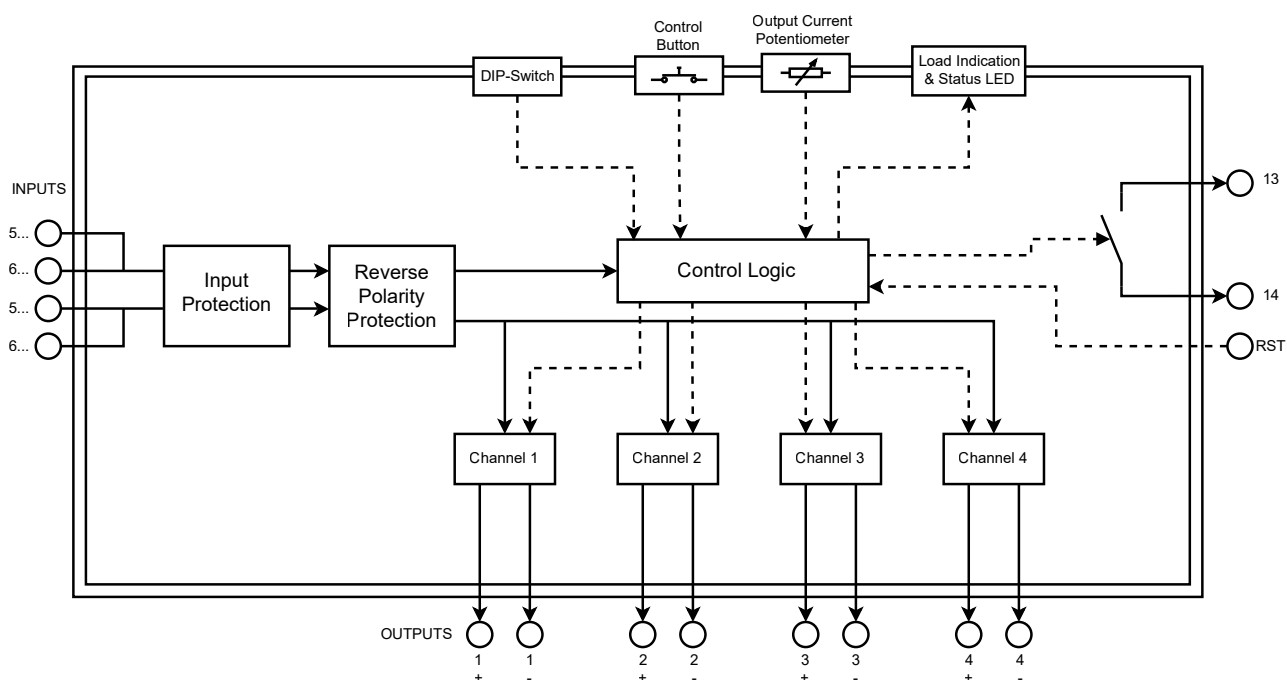 Control
Button
Output Current
Potentiometer
DIP-Switch
Load Indication
& Status LED
INPUTS
5...
6...
5...
6...
Input
Protection
Reverse
Polarity
Protection
Control Logic
13
14
RST
Channel 1
Channel 2
Channel 3
Channel 4
OUTPUTS
1 1 2 2 3 3 4 4
+ - + - + - + -